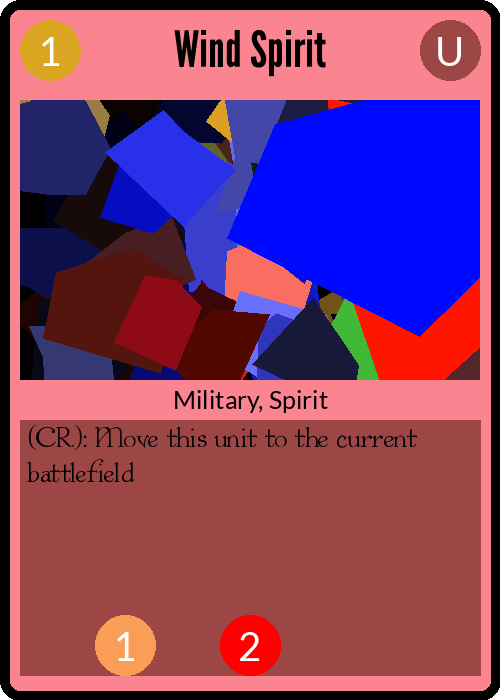 1
Wind Spirit
U
Military, Spirit
(CR): Move this unit to the current
battlefield
1
2